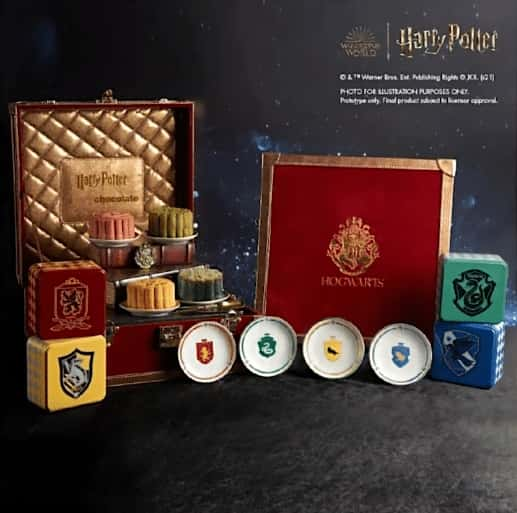 WIZARDING
WORLD
Harry Potter
© & ™ Warner Bros. Ent. Publishing Rights © JKR. (s21)
PHOTO FOR ILLUSTRATION PURPOSES ONLY.
Prototype only. Final product subject to licensor approval.
Harry Potter
chocolate
HOGWARTS